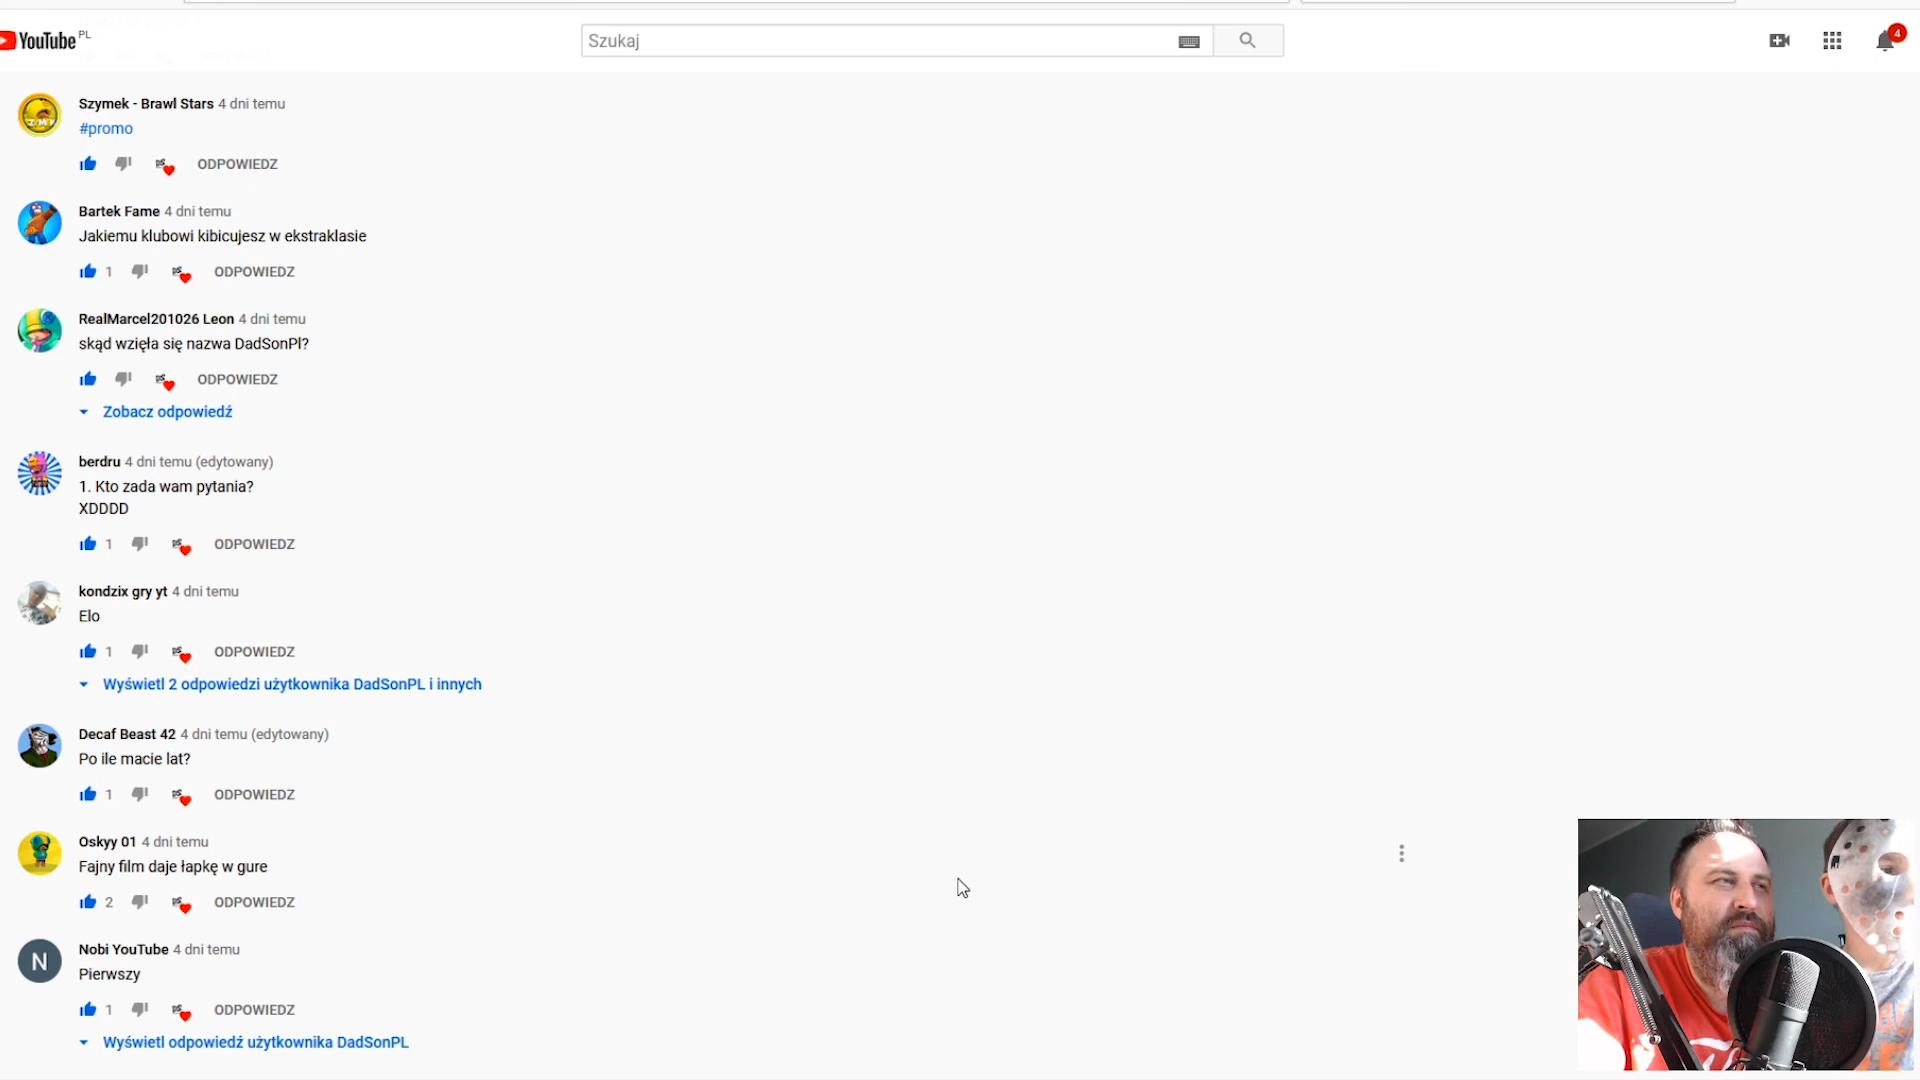 YouTube PL
Szukaj
4
Szymek - Brawl Stars 4 dni temu
#promo
ODPOWIEDZ
Bartek Fame 4 dni temu
Jakiemu klubowi kibicujesz w ekstraklasie
1 ODPOWIEDZ
RealMarcel201026 Leon 4 dni temu
skąd wzięła się nazwa DadSonPl?
ODPOWIEDZ
Zobacz odpowiedź
berdru 4 dni temu (edytowany)
1. Kto zada wam pytania?
XDDDD
1 ODPOWIEDZ
kondzix gry yt 4 dni temu
Elo
1 ODPOWIEDZ
Wyświetl 2 odpowiedzi użytkownika DadSonPL i innych
Decaf Beast 42 4 dni temu (edytowany)
Po ile macie lat?
1 ODPOWIEDZ
Oskyy 01 4 dni temu
Fajny film daje łapkę w gure
2 ODPOWIEDZ
N
Nobi YouTube 4 dni temu
Pierwszy
1 ODPOWIEDZ
Wyświetl odpowiedź użytkownika DadSonPL